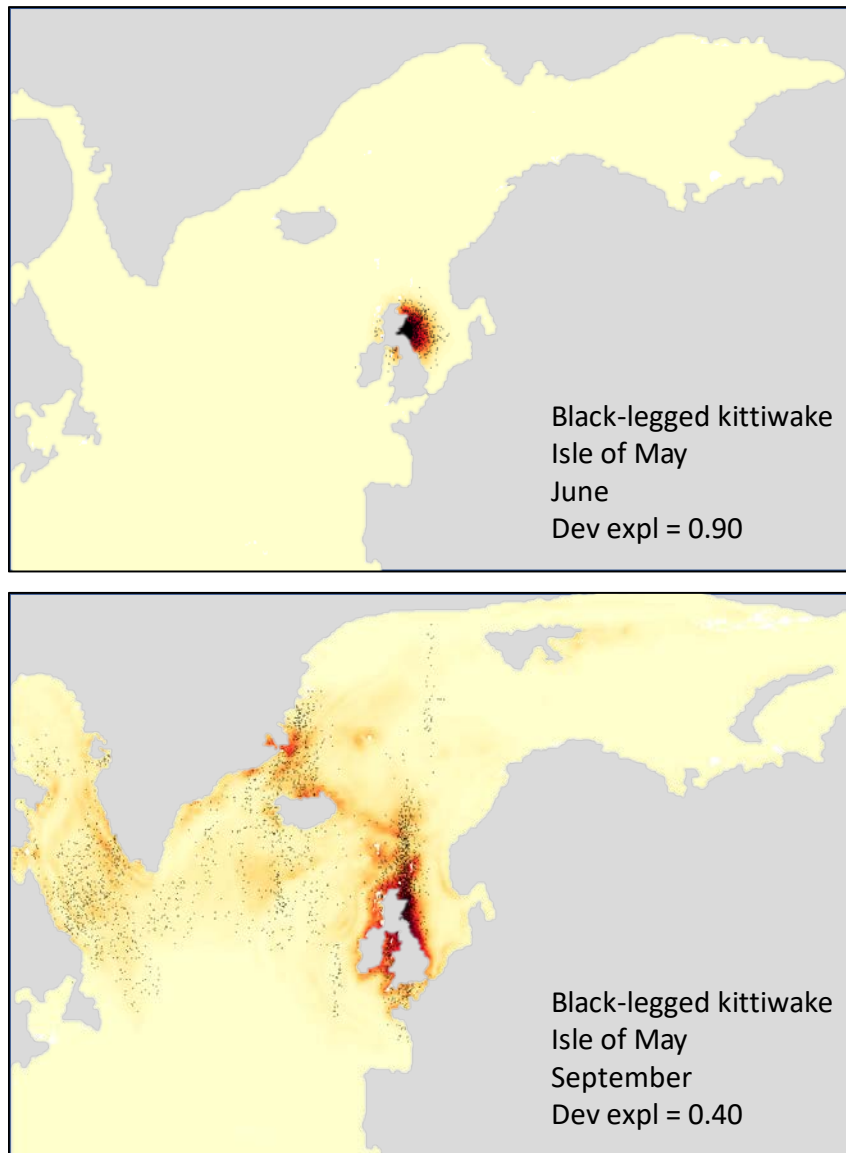 Black-legged kittiwake
Isle of May
June
Dev expl = 0.90
Black-legged kittiwake
Isle of May
September
Dev expl = 0.40